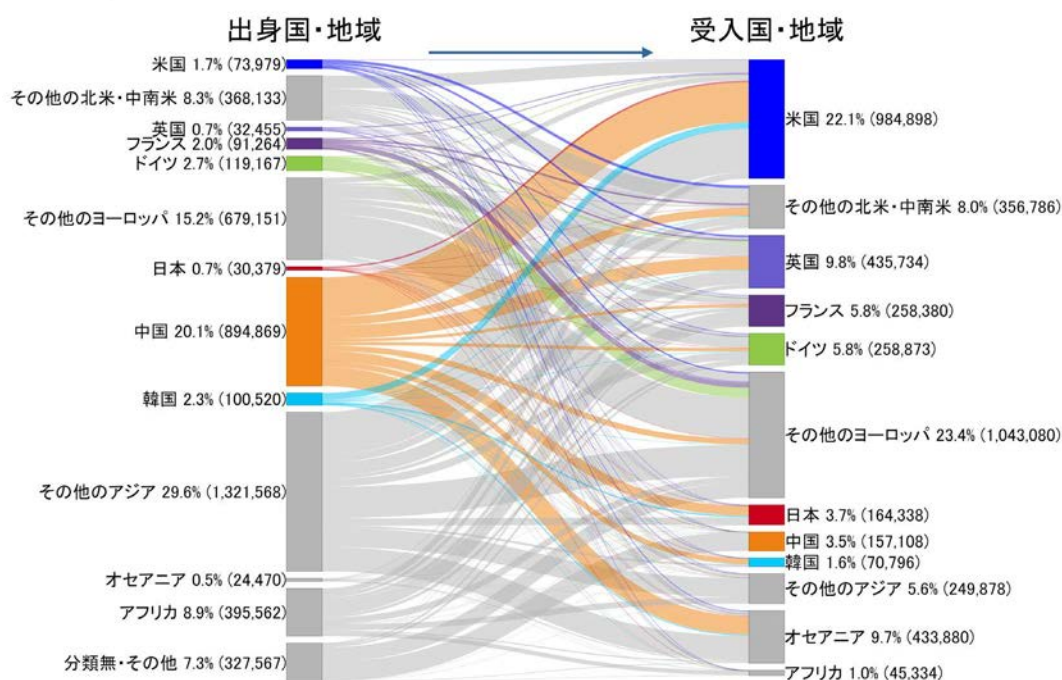 出身国・地域
受入国・地域
米国 1.7% (73,979)
その他の北米・中南米 8.3% (368,133)
英国 0.7% (32,455)
フランス 2.0% (91,264)
ドイツ 2.7% (119,167)
その他のヨーロッパ 15.2% (679,151)
日本 0.7% (30,379)
中国 20.1% (894,869)
韓国 2.3% (100,520)
その他のアジア 29.6% (1,321,568)
オセアニア 0.5% (24,470)
アフリカ 8.9% (395,562)
分類無・その他 7.3% (327,567)
米国 22.1% (984,898)
その他の北米・中南米 8.0% (356,786)
英国 9.8% (435,734)
フランス 5.8% (258,380)
ドイツ 5.8% (258,873)
その他のヨーロッパ 23.4% (1,043,080)
日本 3.7% (164,338)
中国 3.5% (157,108)
韓国 1.6% (70,796)
その他のアジア 5.6% (249,878)
オセアニア 9.7% (433,880)
アフリカ 1.0% (45,334)